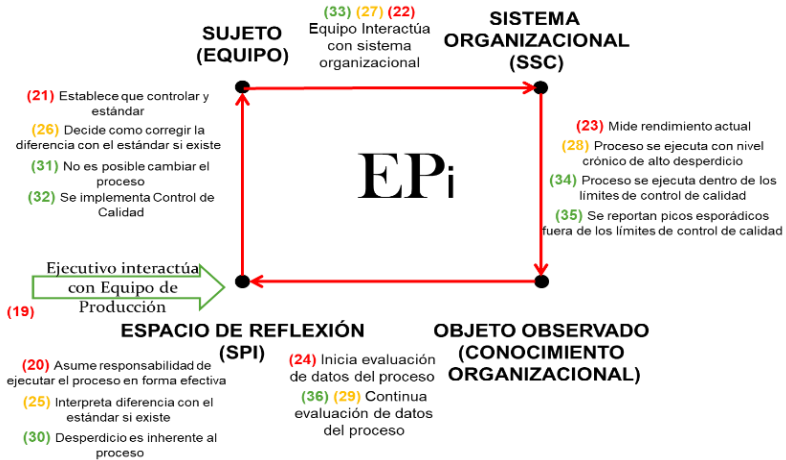 SUJETO
(EQUIPO)
(33) (27) (22)
Equipo Interactúa
con sistema
organizacional
SISTEMA
ORGANIZACIONAL
(SSC)
(21) Establece que controlar y
estándar
(26) Decide como corregir la
diferencia con el estándar si existe
(31) No es posible cambiar el
proceso
(32) Se implementa Control de
Calidad
EPi
(23) Mide rendimiento actual
(28) Proceso se ejecuta con nivel
crónico de alto desperdicio
(34) Proceso se ejecuta dentro de los
límites de control de calidad
(35) Se reportan picos esporádicos
fuera de los límites de control de calidad
Ejecutivo interactúa
con Equipo de
Producción
(19)
ESPACIO DE REFLEXIÓN
(SPI)
OBJETO OBSERVADO
(CONOCIMIENTO
ORGANIZACIONAL)
(20) Asume responsabilidad de
ejecutar el proceso en forma efectiva
(25) Interpreta diferencia con el
estándar si existe
(30) Desperdicio es inherente al
proceso
(24) Inicia evaluación
de datos del proceso
(36) (29) Continua
evaluación de datos
del proceso